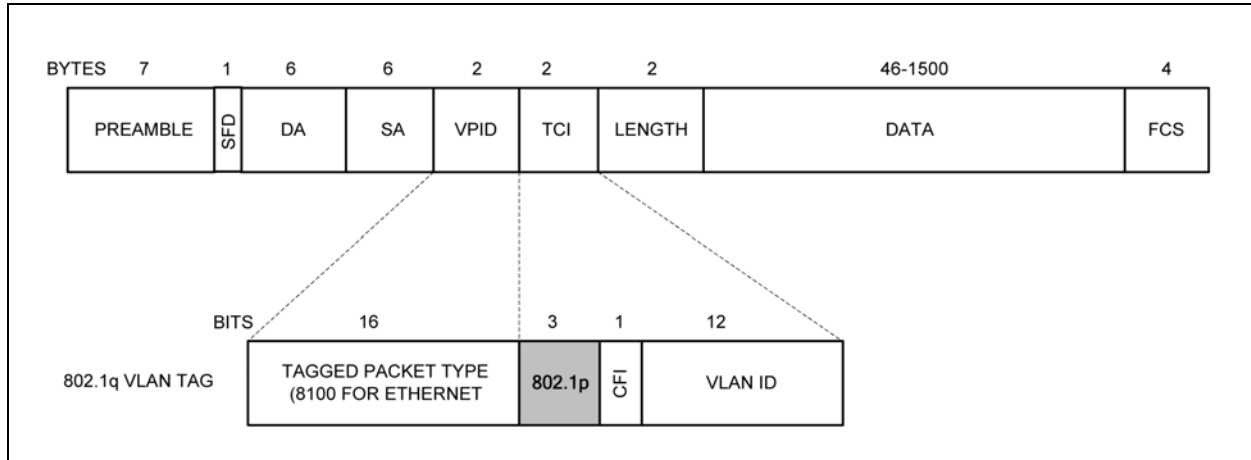 BYTES 7 1 6 6 2 2 2 46-1500 4
PREAMBLE SFD DA SA VPID TCI LENGTH DATA FCS
BITS 16 3 1 12
802.1q VLAN TAG TAGGED PACKET TYPE
(8100 FOR ETHERNET
802.1p CFI VLAN ID